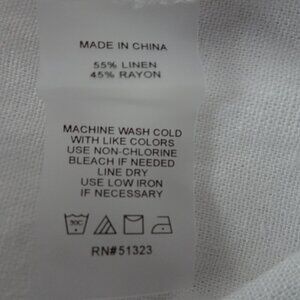 MADE IN CHINA
55% LINEN
45% RAYON
MACHINE WASH COLD
WITH LIKE COLORS
USE NON-CHLORINE
BLEACH IF NEEDED
LINE DRY
USE LOW IRON
IF NECESSARY
30C
RN#51323